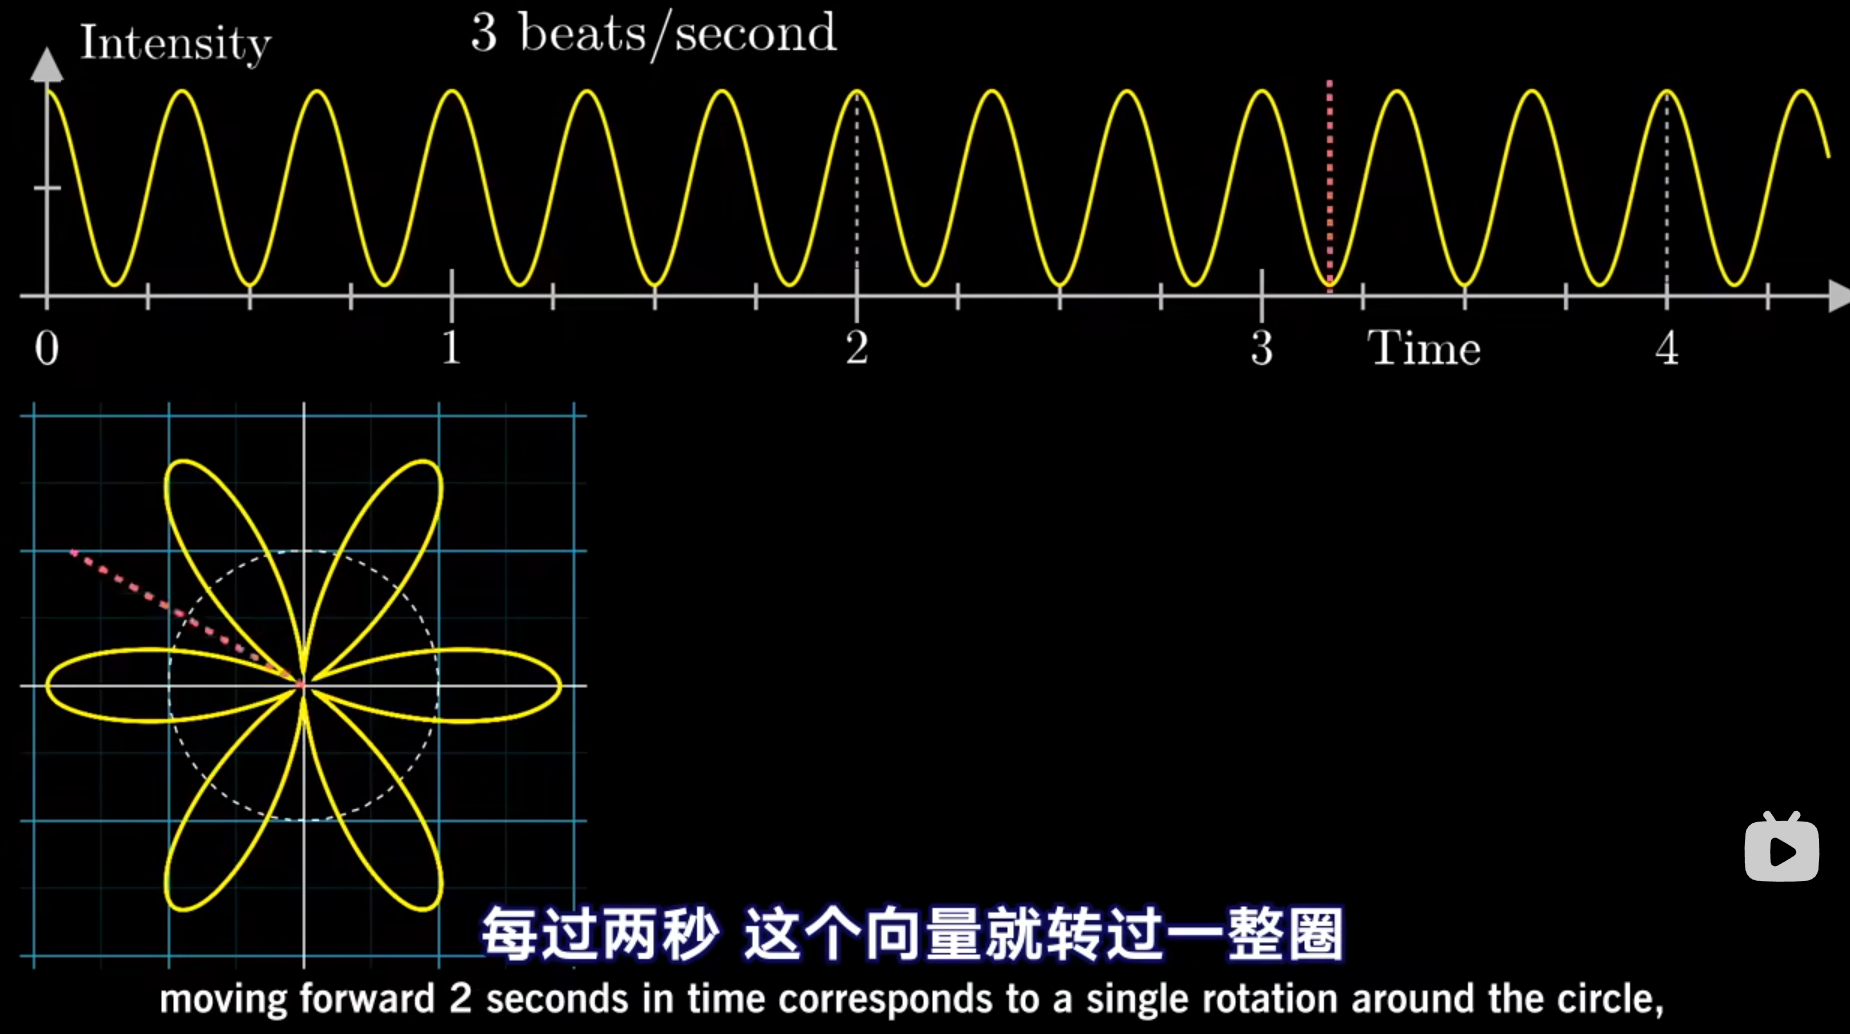 Intensity
3 beats/second
0 1 2 3 Time 4
每过两秒 这个向量就转过一整圈
moving forward 2 seconds in time corresponds to a single rotation around the circle,